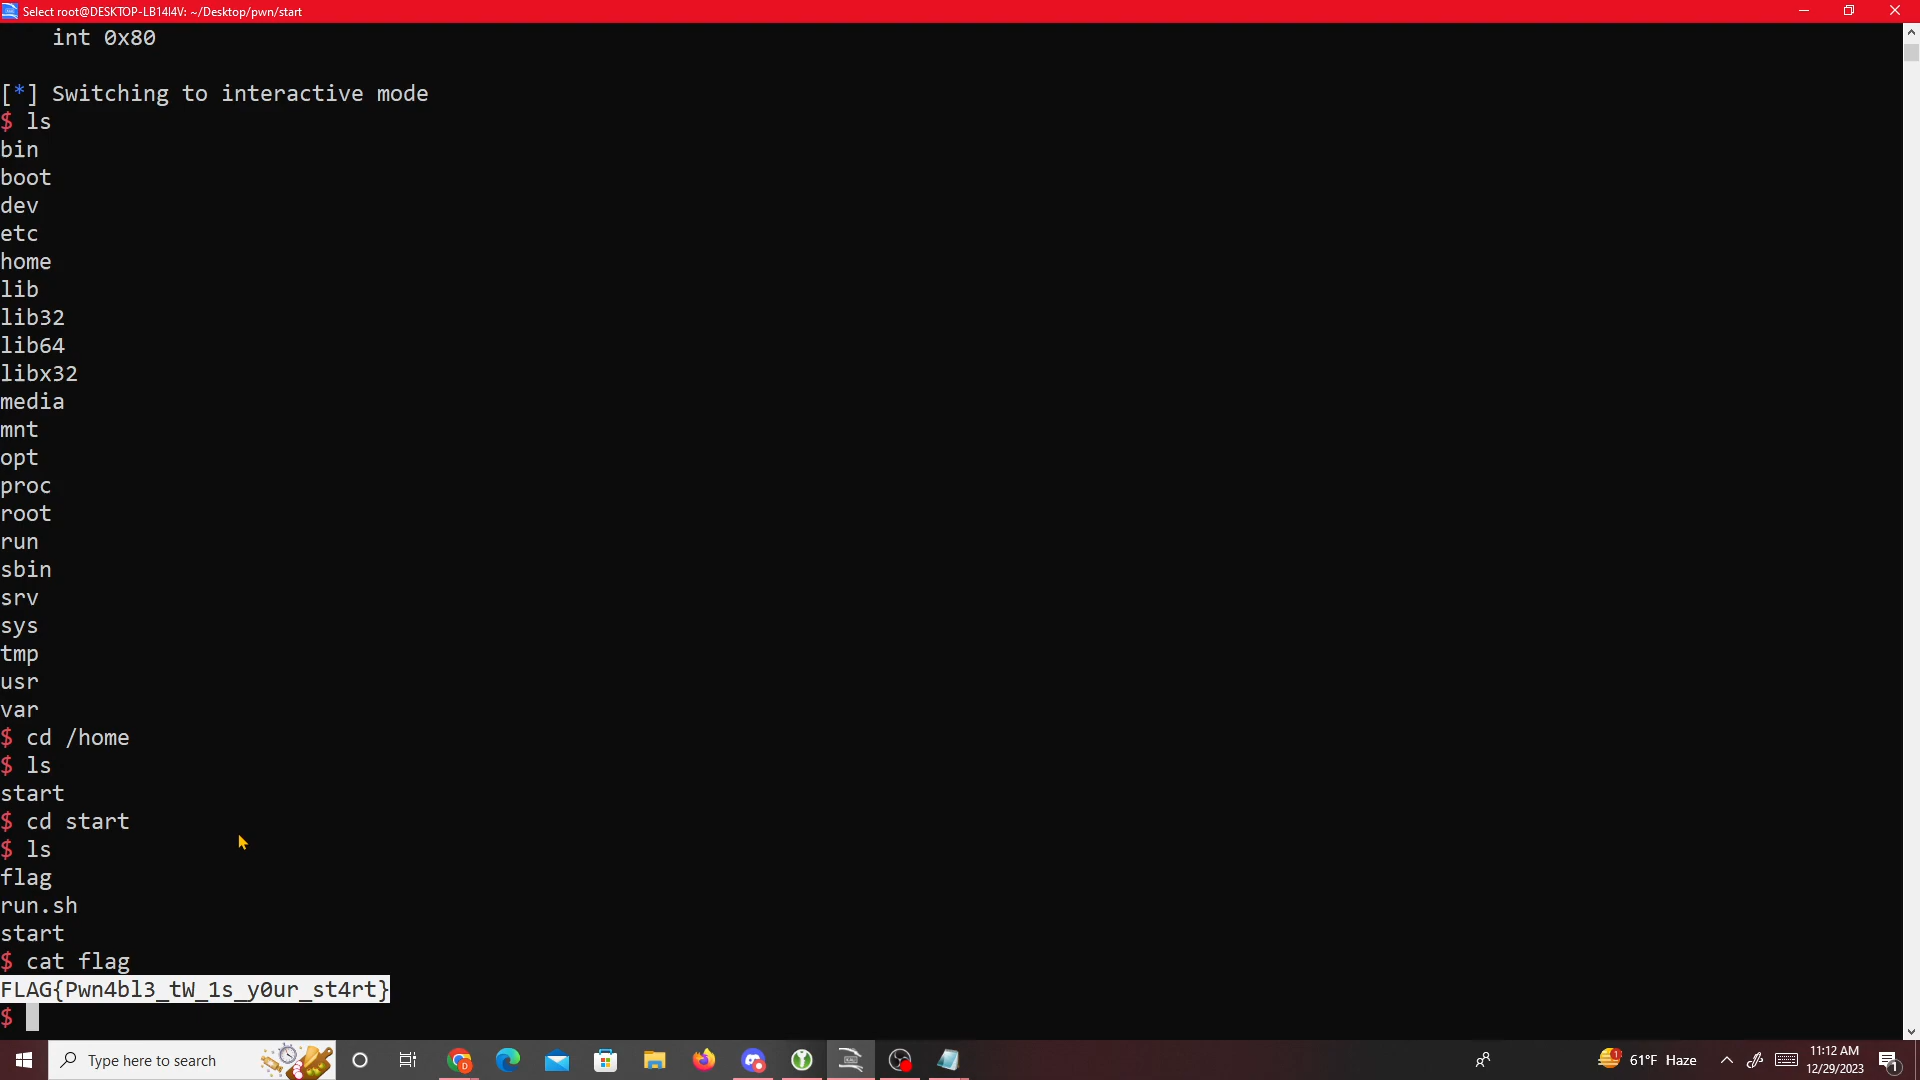 Select root@DESKTOP-LB14I4V: ~/Desktop/pwn/start
int 0x80
[*] Switching to interactive mode
$ ls
bin
boot
dev
etc
home
lib
lib32
lib64
libx32
media
mnt
opt
proc
root
run
sbin
srv
sys
tmp
usr
var
$ cd /home
$ ls
start
$ cd start
$ ls
flag
run.sh
start
$ cat flag
FLAG{Pwn4bl3_tW_1s_y0ur_st4rt}
$
Type here to search
61°F Haze
11:12 AM
12/29/2023